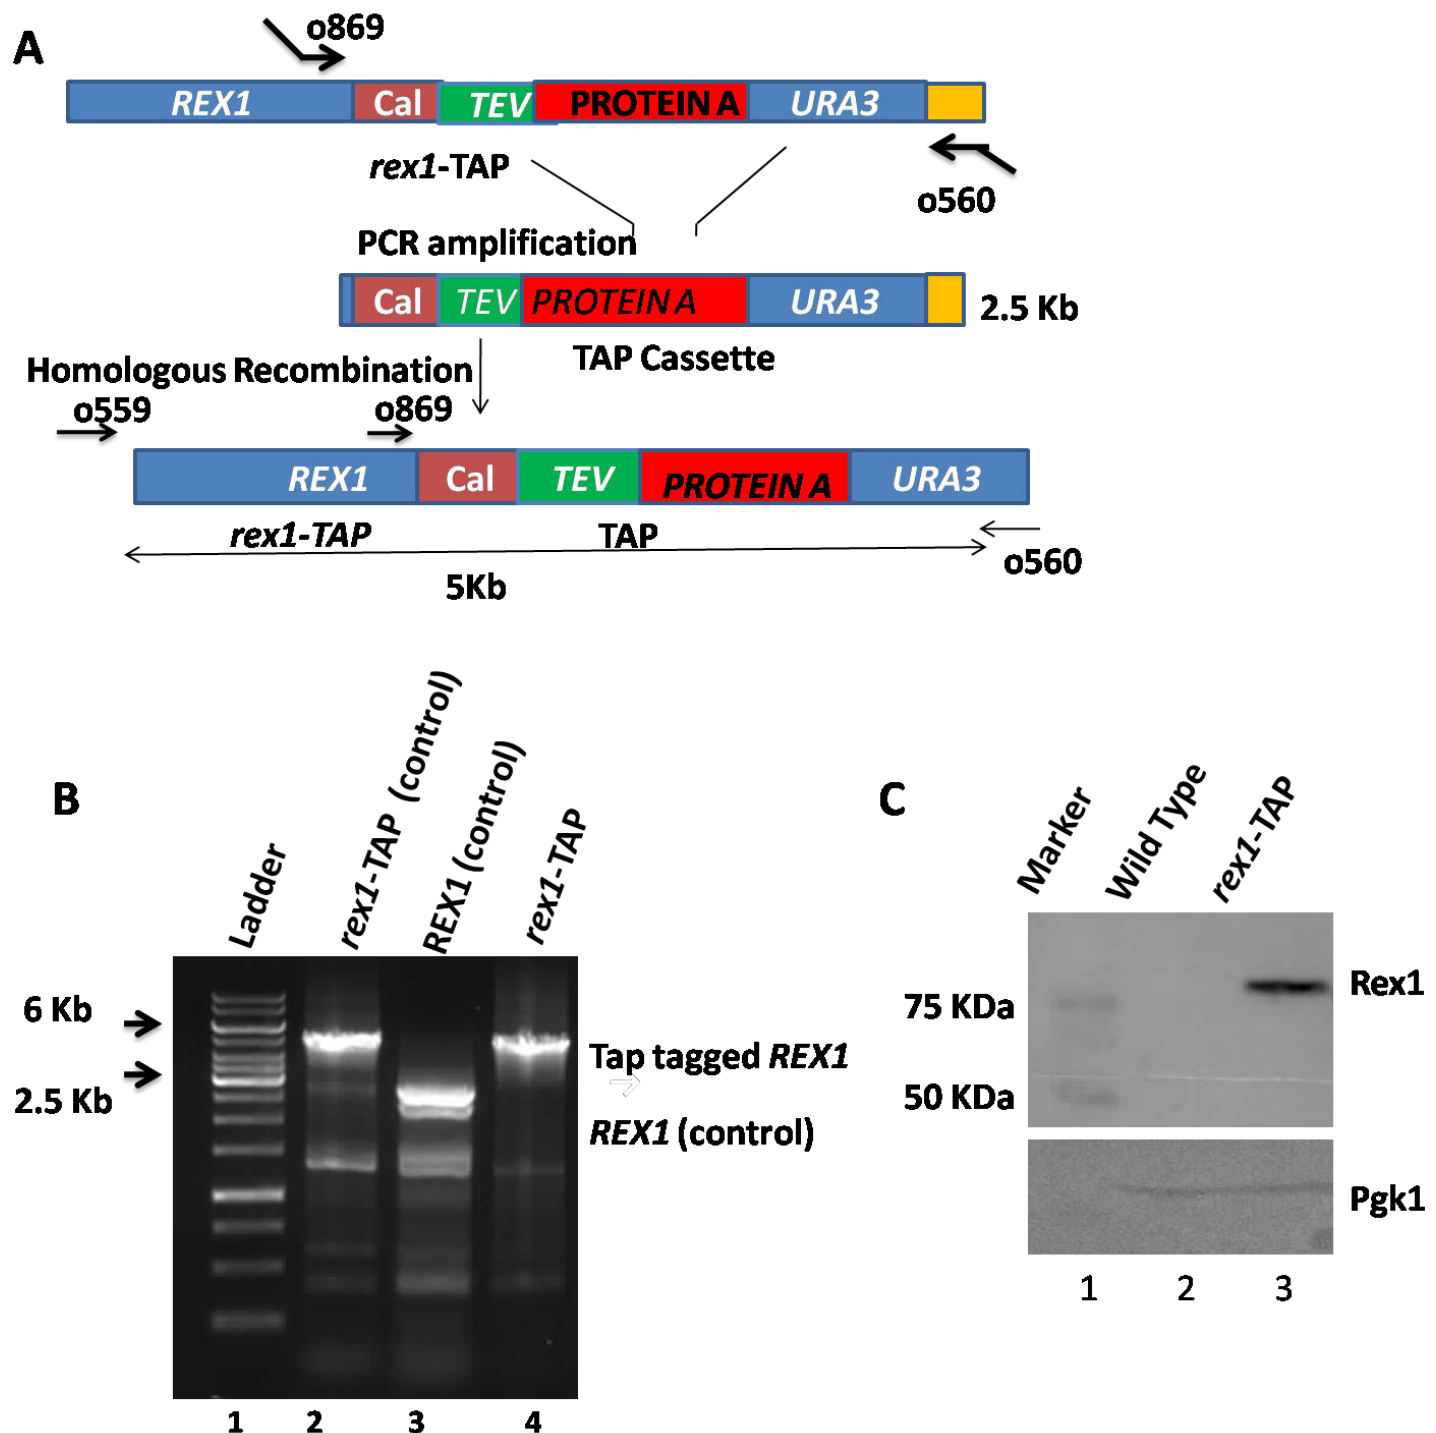 A
o869
REX1 Cal TEV PROTEIN A URA3
rex1-TAP
o560
PCR amplification
Cal TEV PROTEIN A URA3 2.5 Kb
TAP Cassette
Homologous Recombination
o559 o869
REX1 Cal TEV PROTEIN A URA3
rex1-TAP TAP
o560
5Kb
B
Ladder
rex1-TAP (control)
REX1 (control)
rex1-TAP
6 Kb
2.5 Kb
Tap tagged REX1
REX1 (control)
1 2 3 4
C
Marker
Wild Type
rex1-TAP
75 KDa
50 KDa
Rex1
Pgk1
1 2 3